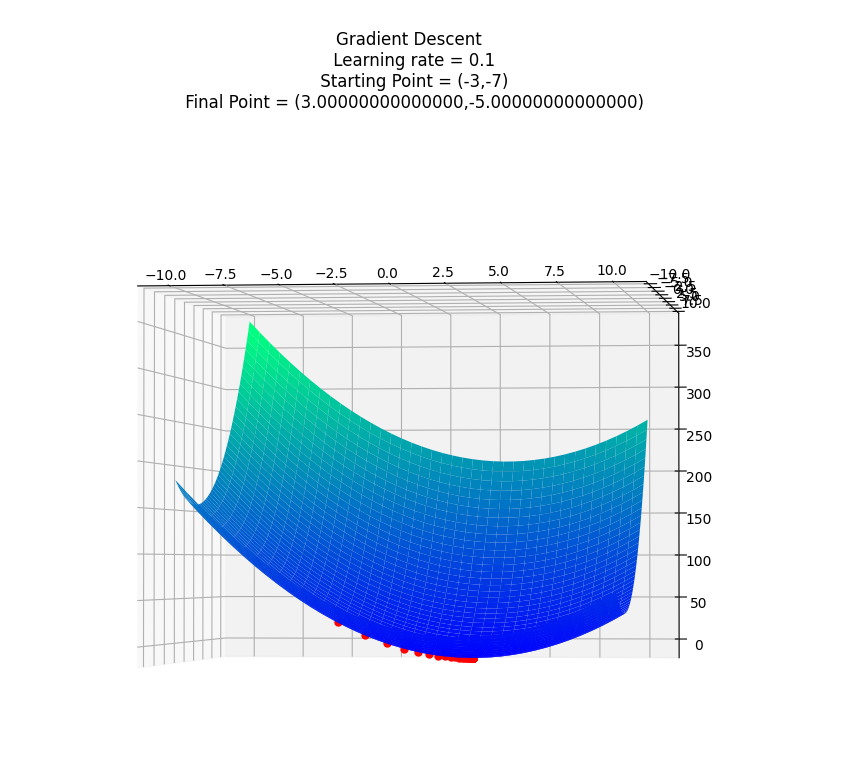 Gradient Descent
Learning rate = 0.1
Starting Point = (-3,-7)
Final Point = (3.00000000000000,-5.00000000000000)
−10.0 −7.5 −5.0 −2.5 0.0 2.5 5.0 7.5 10.0 −10.0
10.0
350
300
250
200
150
100
50
0